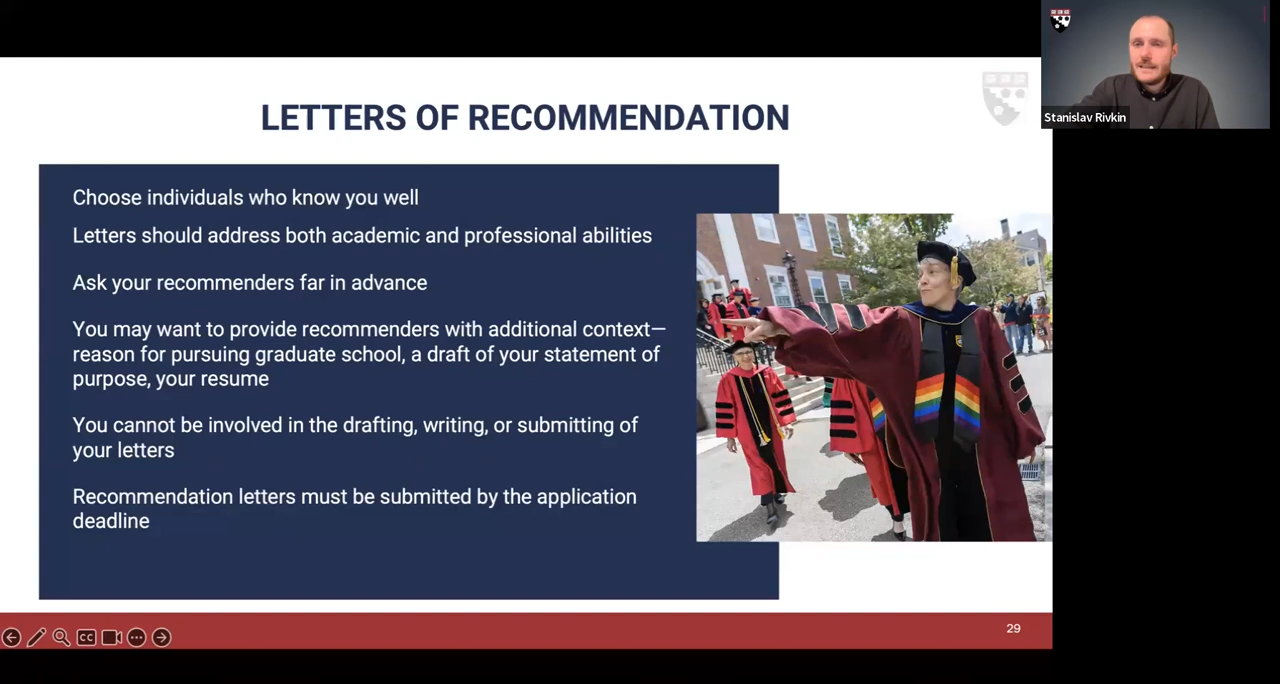 LETTERS OF RECOMMENDATION
Stanislav Rivkin
Choose individuals who know you well
Letters should address both academic and professional abilities
Ask your recommenders far in advance
You may want to provide recommenders with additional context—
reason for pursuing graduate school, a draft of your statement of
purpose, your resume
You cannot be involved in the drafting, writing, or submitting of
your letters
Recommendation letters must be submitted by the application
deadline
29
CC